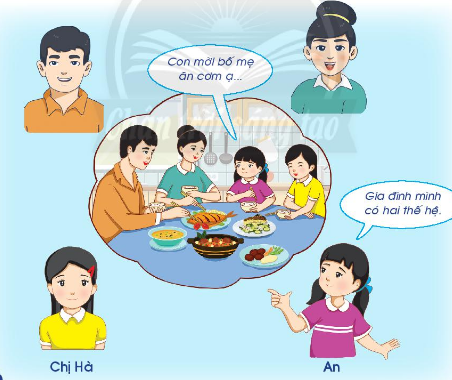 Con mời bố mẹ
ăn cơm ạ...
Gia đình mình
có hai thế hệ.
Chị Hà
An